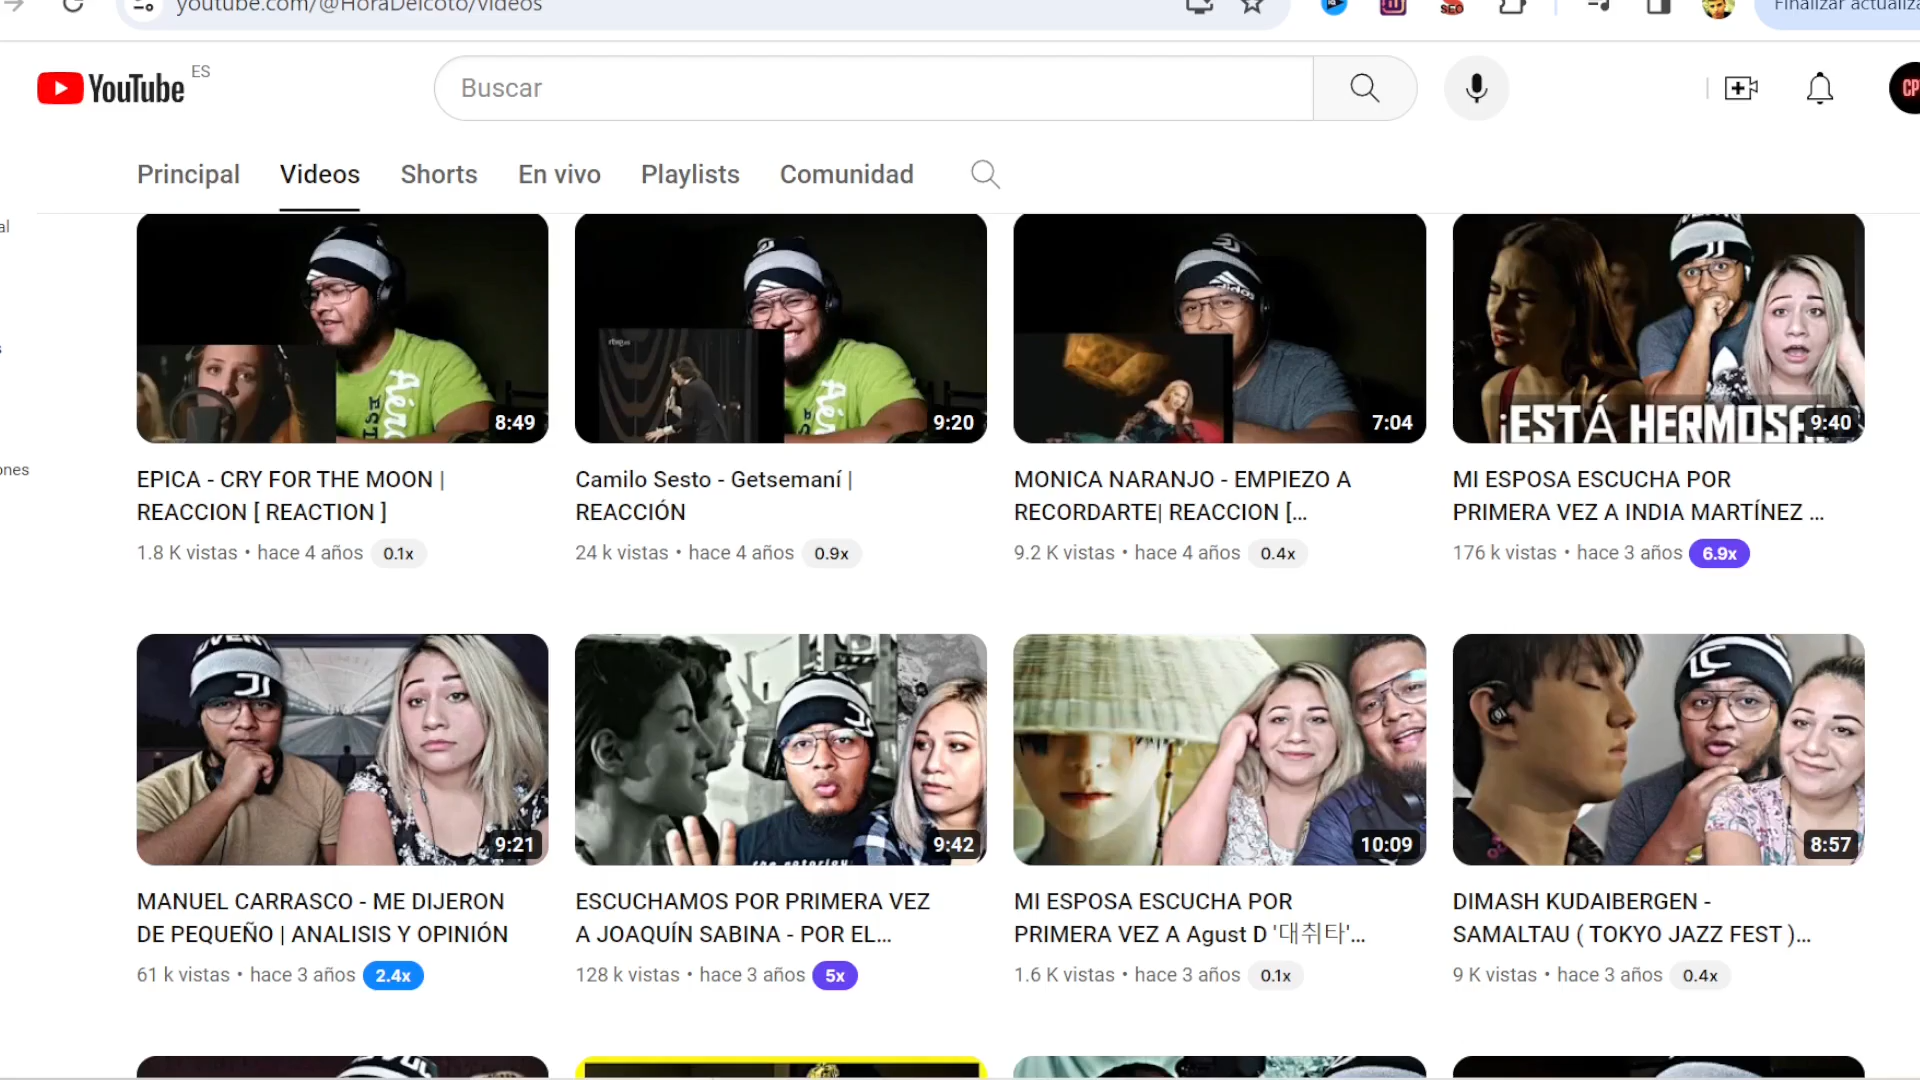 youtube.com/@HoraDelcoto/videos
Finalizar actualiza
YouTube ES
Buscar
CP
Principal
Videos
Shorts
En vivo
Playlists
Comunidad
al
s
ones
8:49
rtve
9:20
7:04
¡ESTÁ HERMOSA!
9:40
EPICA - CRY FOR THE MOON |
REACCION [ REACTION ]
1.8 K vistas • hace 4 años 0.1x
Camilo Sesto - Getsemaní |
REACCIÓN
24 k vistas • hace 4 años 0.9x
MONICA NARANJO - EMPIEZO A
RECORDARTE| REACCION [...
9.2 K vistas • hace 4 años 0.4x
MI ESPOSA ESCUCHA POR
PRIMERA VEZ A INDIA MARTÍNEZ ...
176 k vistas • hace 3 años 6.9x
9:21
9:42
10:09
8:57
MANUEL CARRASCO - ME DIJERON
DE PEQUEÑO | ANALISIS Y OPINIÓN
61 k vistas • hace 3 años 2.4x
ESCUCHAMOS POR PRIMERA VEZ
A JOAQUÍN SABINA - POR EL...
128 k vistas • hace 3 años 5x
MI ESPOSA ESCUCHA POR
PRIMERA VEZ A Agust D '대취타'...
1.6 K vistas • hace 3 años 0.1x
DIMASH KUDAIBERGEN -
SAMALTAU ( TOKYO JAZZ FEST )...
9 K vistas • hace 3 años 0.4x